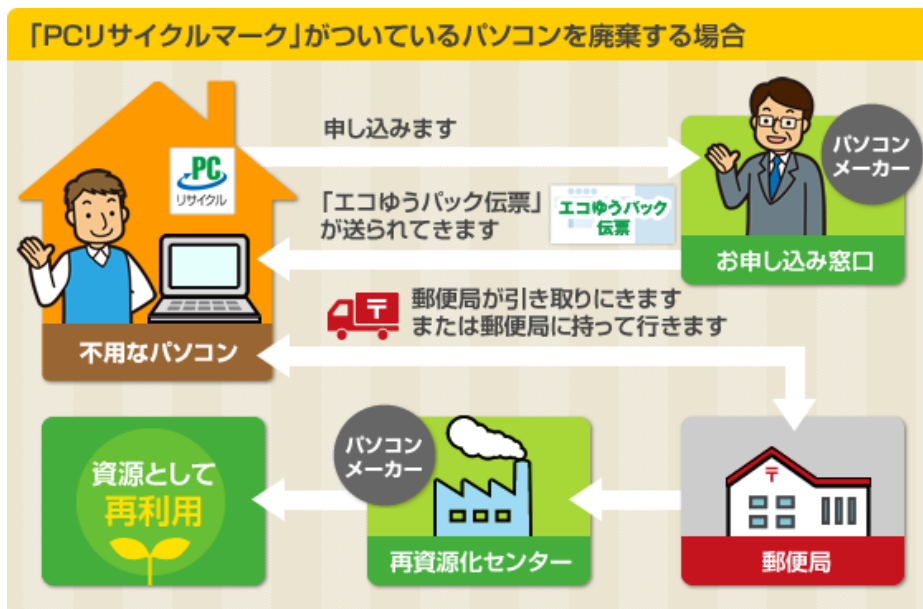 「PCリサイクルマーク」がついているパソコンを廃棄する場合
申し込みます
パソコン
メーカー
PC
リサイクル
「エコゆうパック伝票」
が送られてきます
エコゆうパック
伝票
お申し込み窓口
郵便局が引き取りにきます
または郵便局に持って行きます
不用なパソコン
〒
資源として
再利用
パソコン
メーカー
再資源化センター
〒
郵便局